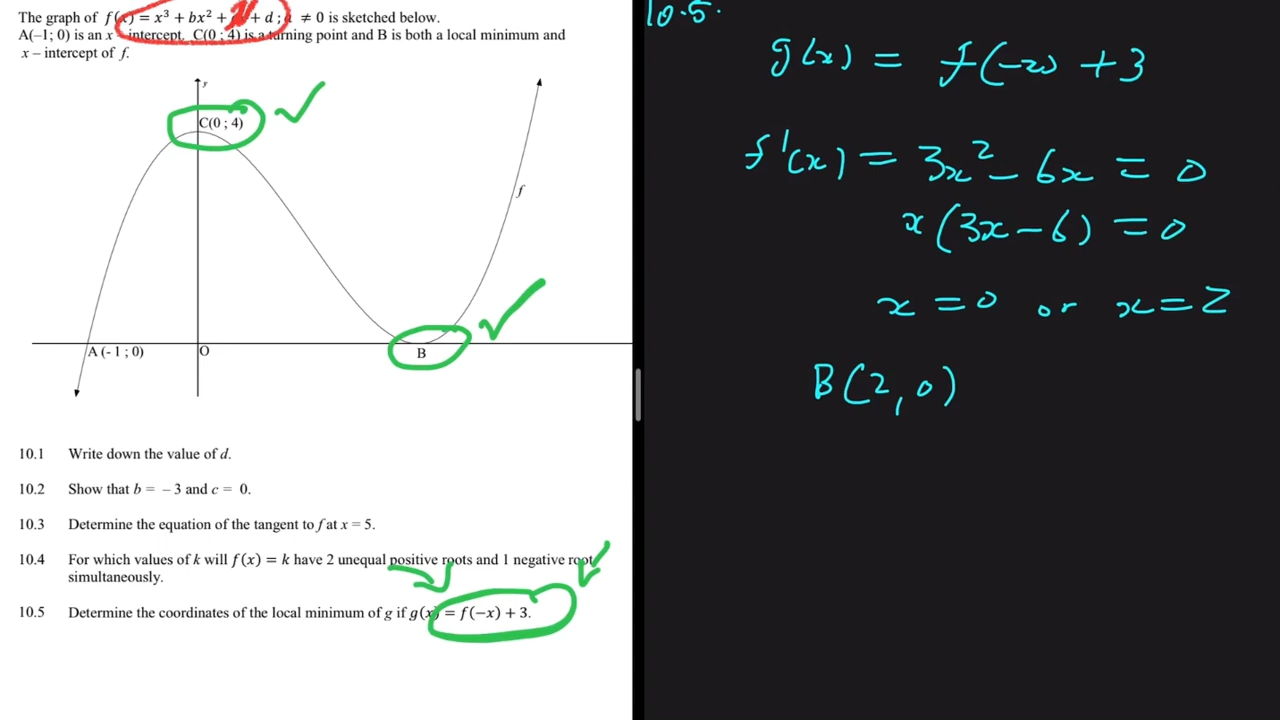 The graph of f(x) = x³ + bx² + + d ; ≠ 0 is sketched below.
A(−1; 0) is an x intercept. C(0 ; 4) is a turning point and B is both a local minimum and
x – intercept of f.
y
C(0 ; 4)
f
A (- 1 ; 0)
O
B
10.1 Write down the value of d.
10.2 Show that b = – 3 and c = 0.
10.3 Determine the equation of the tangent to f at x = 5.
10.4 For which values of k will f(x) = k have 2 unequal positive roots and 1 negative root
simultaneously.
10.5 Determine the coordinates of the local minimum of g if g(x) = f(−x) + 3.
10.5.
g(x) = f(-x) + 3
f'(x) = 3x² - 6x = 0
x(3x - 6) = 0
x = 0 or x = 2
B(2, 0)